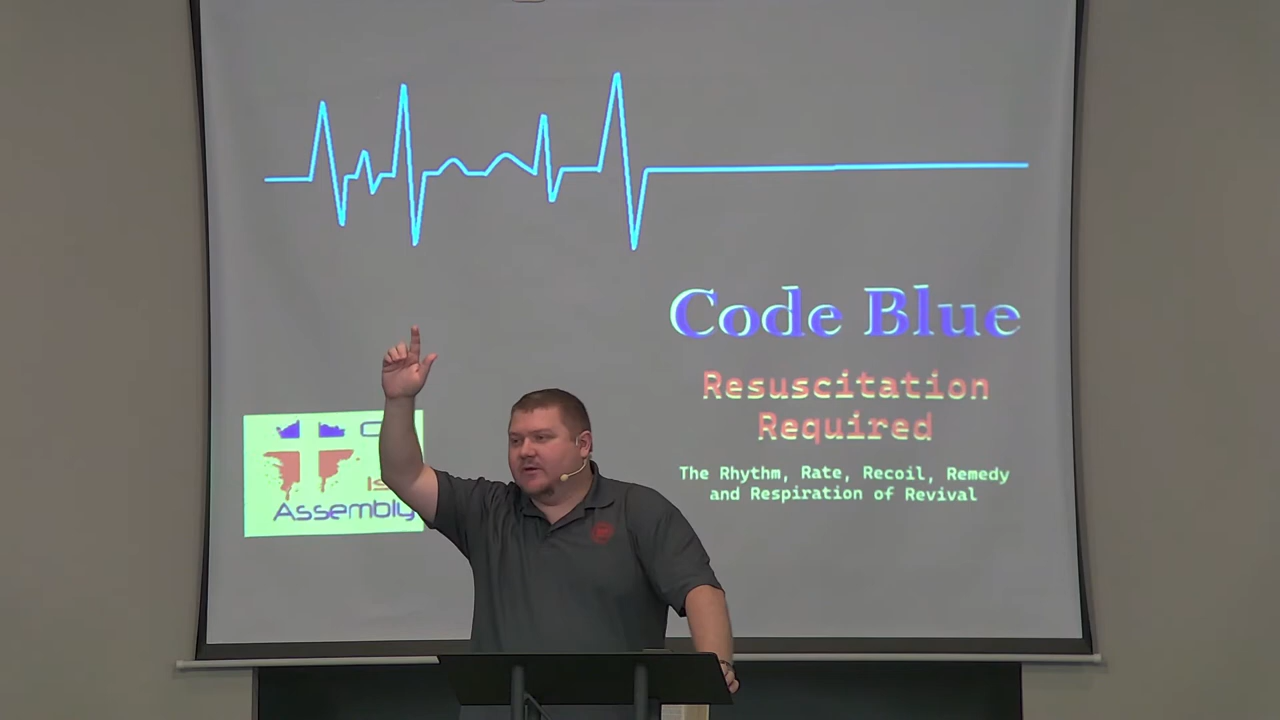 Code Blue
Resuscitation
Required
The Rhythm, Rate, Recoil, Remedy
and Respiration of Revival
Assembly